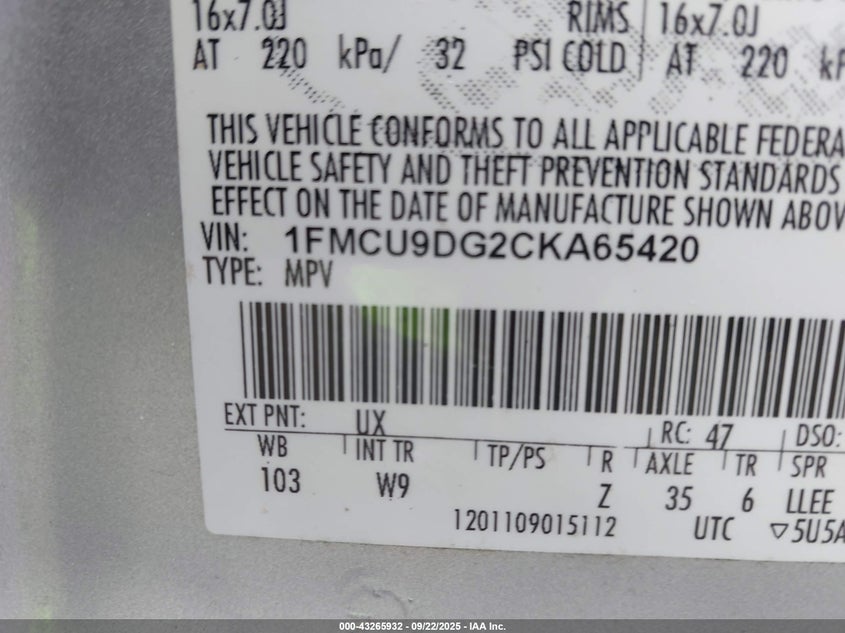 16x7.0J RIMS 16x7.0J
AT 220 kPa/ 32 PSI COLD AT 220 kP
THIS VEHICLE CONFORMS TO ALL APPLICABLE FEDERA
VEHICLE SAFETY AND THEFT PREVENTION STANDARDS
EFFECT ON THE DATE OF MANUFACTURE SHOWN ABOV
VIN: 1FMCU9DG2CKA65420
TYPE: MPV
EXT PNT: UX RC: 47 DSO:
WB INT TR TP/PS R AXLE TR SPR
103 W9 Z 35 6 LLEE
1201109015112 UTC ▽5U5A
000-43265932 - 09/22/2025 - IAA Inc.